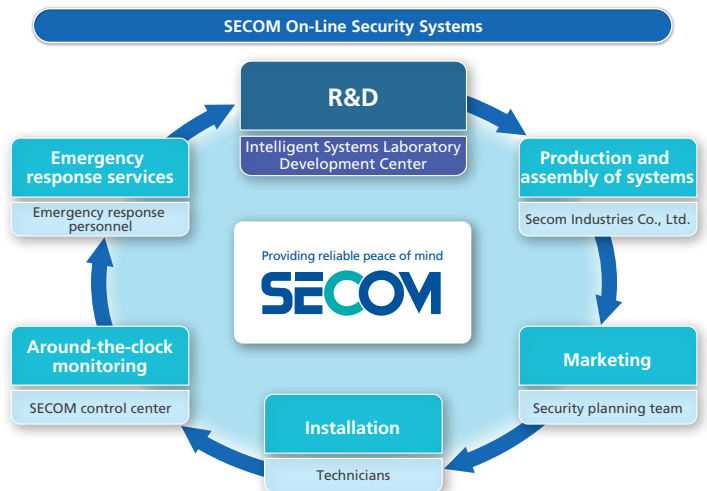 SECOM On-Line Security Systems
R&D
Intelligent Systems Laboratory
Development Center
Production and
assembly of systems
Secom Industries Co., Ltd.
Marketing
Security planning team
Installation
Technicians
Around-the-clock
monitoring
SECOM control center
Emergency
response services
Emergency response
personnel
Providing reliable peace of mind
SECOM